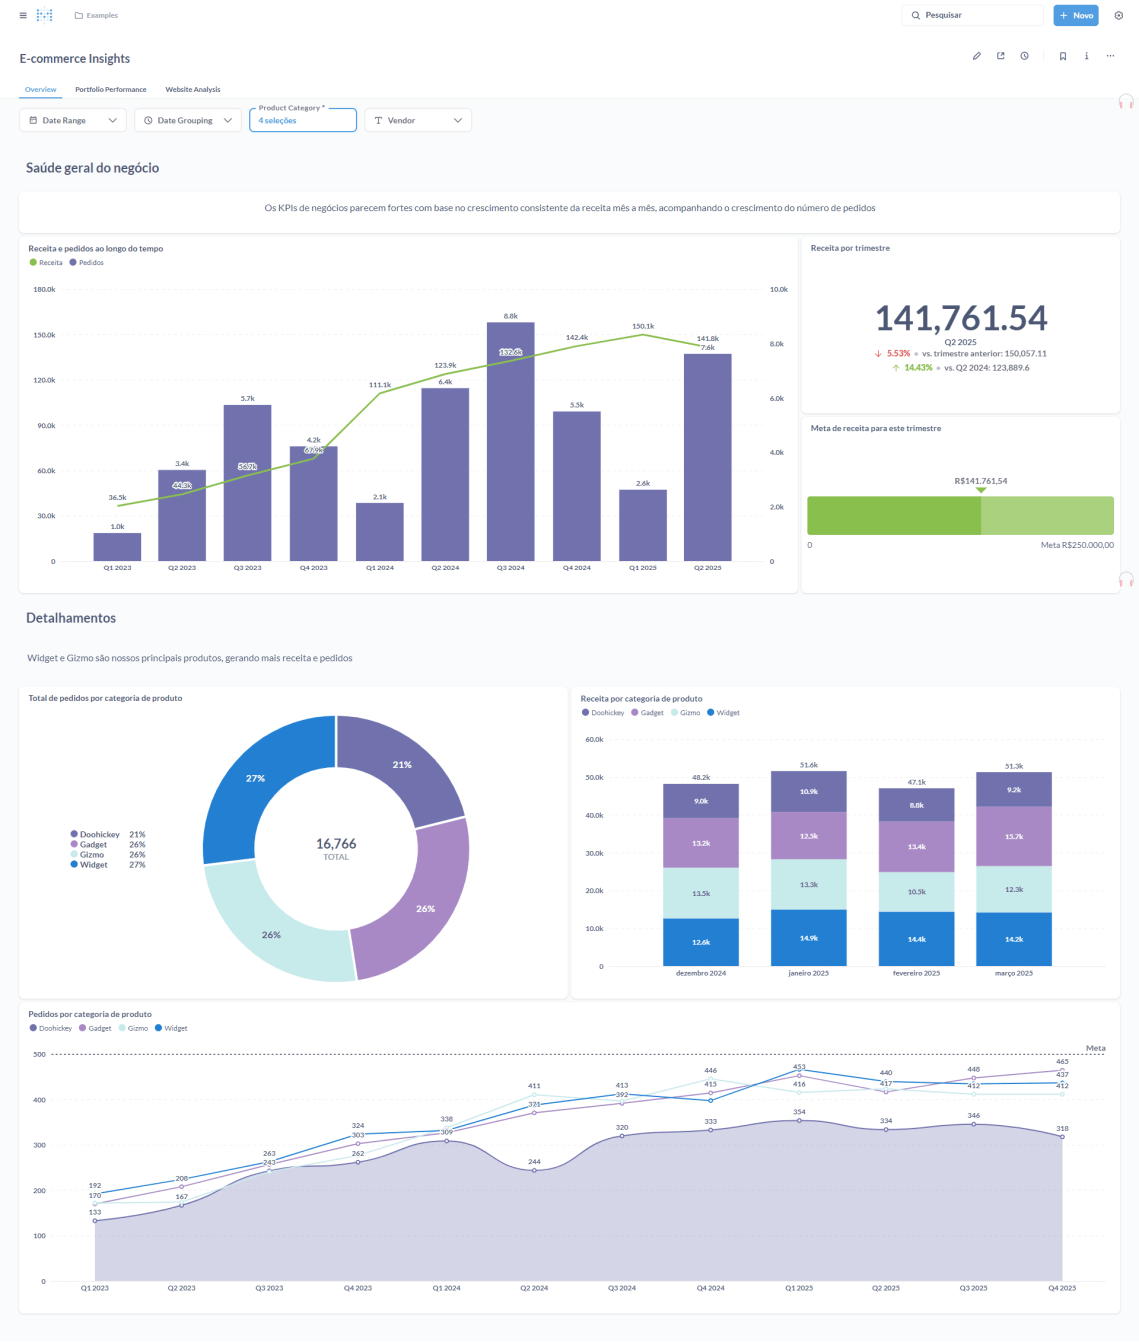 Examples
Pesquisar
+ Novo
E-commerce Insights
Overview
Portfolio Performance
Website Analysis
Date Range
Date Grouping
Product Category *
4 seleções
Vendor
Saúde geral do negócio
Os KPIs de negócios parecem fortes com base no crescimento consistente da receita mês a mês, acompanhando o crescimento do número de pedidos
Receita e pedidos ao longo do tempo
Receita Pedidos
180.0k
150.0k
120.0k
90.0k
60.0k
30.0k
0
10.0k
8.0k
6.0k
4.0k
2.0k
0
36.5k
44.3k
56.7k
67.9k
111.1k
123.9k
132.6k
142.4k
150.1k
141.8k
1.0k
3.4k
5.7k
4.2k
2.1k
6.4k
8.8k
5.5k
2.6k
7.6k
Q1 2023 Q2 2023 Q3 2023 Q4 2023 Q1 2024 Q2 2024 Q3 2024 Q4 2024 Q1 2025 Q2 2025
Receita por trimestre
141,761.54
Q2 2025
5.53% • vs. trimestre anterior: 150,057.11
14.43% • vs. Q2 2024: 123,889.6
Meta de receita para este trimestre
R$141.761,54
0
Meta R$250.000,00
Detalhamentos
Widget e Gizmo são nossos principais produtos, gerando mais receita e pedidos
Total de pedidos por categoria de produto
Doohickey 21%
Gadget 26%
Gizmo 26%
Widget 27%
27%
21%
26%
26%
16,766
TOTAL
Receita por categoria de produto
Doohickey Gadget Gizmo Widget
60.0k
50.0k
40.0k
30.0k
20.0k
10.0k
0
48.2k
9.0k
13.2k
13.5k
12.6k
51.6k
10.9k
12.5k
13.3k
14.9k
47.1k
8.8k
13.4k
10.5k
14.4k
51.3k
9.2k
15.7k
12.3k
14.2k
dezembro 2024 janeiro 2025 fevereiro 2025 março 2025
Pedidos por categoria de produto
Doohickey Gadget Gizmo Widget
Meta
500
400
300
200
100
0
192
170
133
208
167
263
243
324
303
262
338
309
411
371
244
413
392
320
446
415
333
453
416
354
440
417
334
448
412
346
465
437
412
318
Q1 2023 Q2 2023 Q3 2023 Q4 2023 Q1 2024 Q2 2024 Q3 2024 Q4 2024 Q1 2025 Q2 2025 Q3 2025 Q4 2025